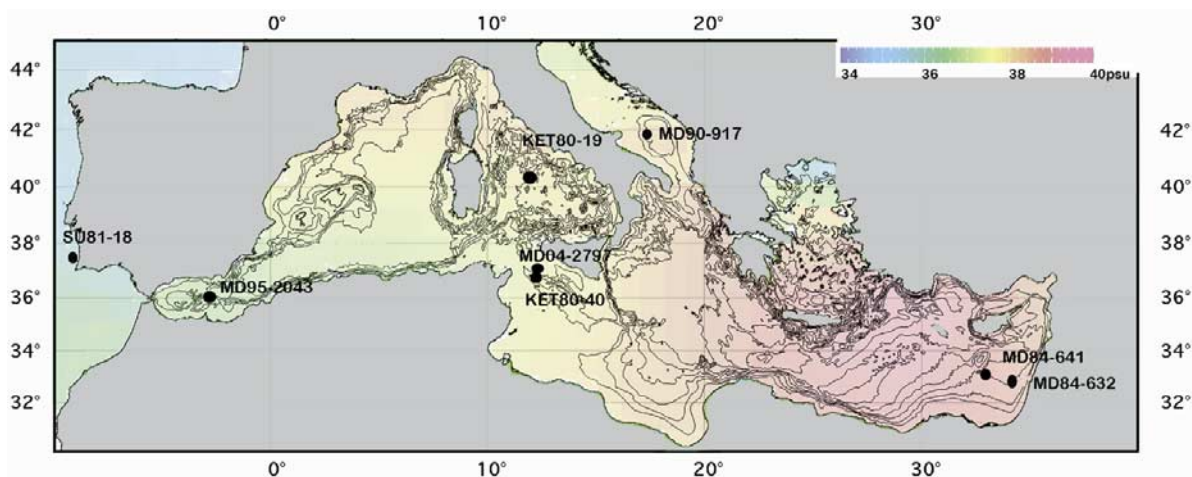 0° 10° 20° 30°
34 36 38 40psu
44°
42° KET80-19 MD90-917 42°
40° 40°
38° SU81-18 MD04-2797 38°
36° MD95-2043 KET80-40 36°
34° MD84-641 34°
32° MD84-632 32°
0° 10° 20° 30°